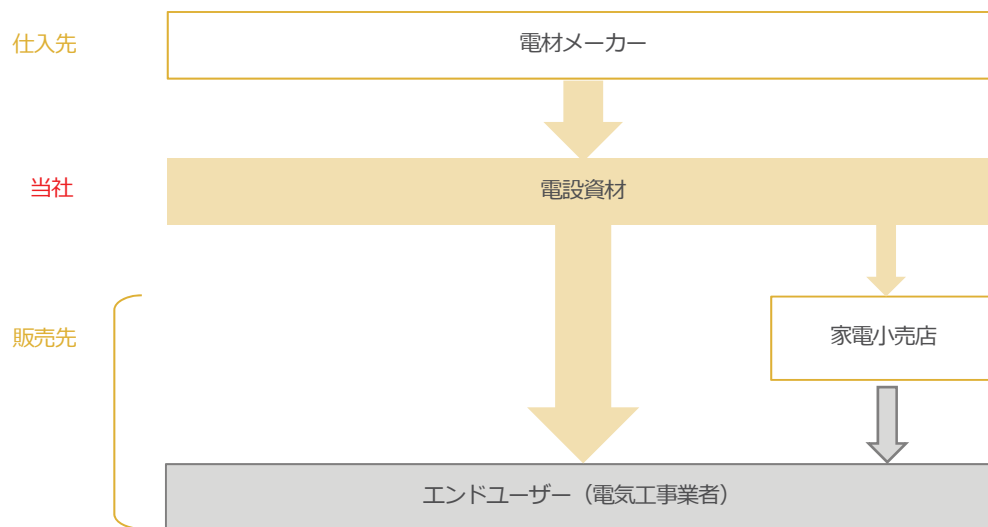 仕入先
電材メーカー
当社
電設資材
販売先
家電小売店
エンドユーザー（電気工事業者）